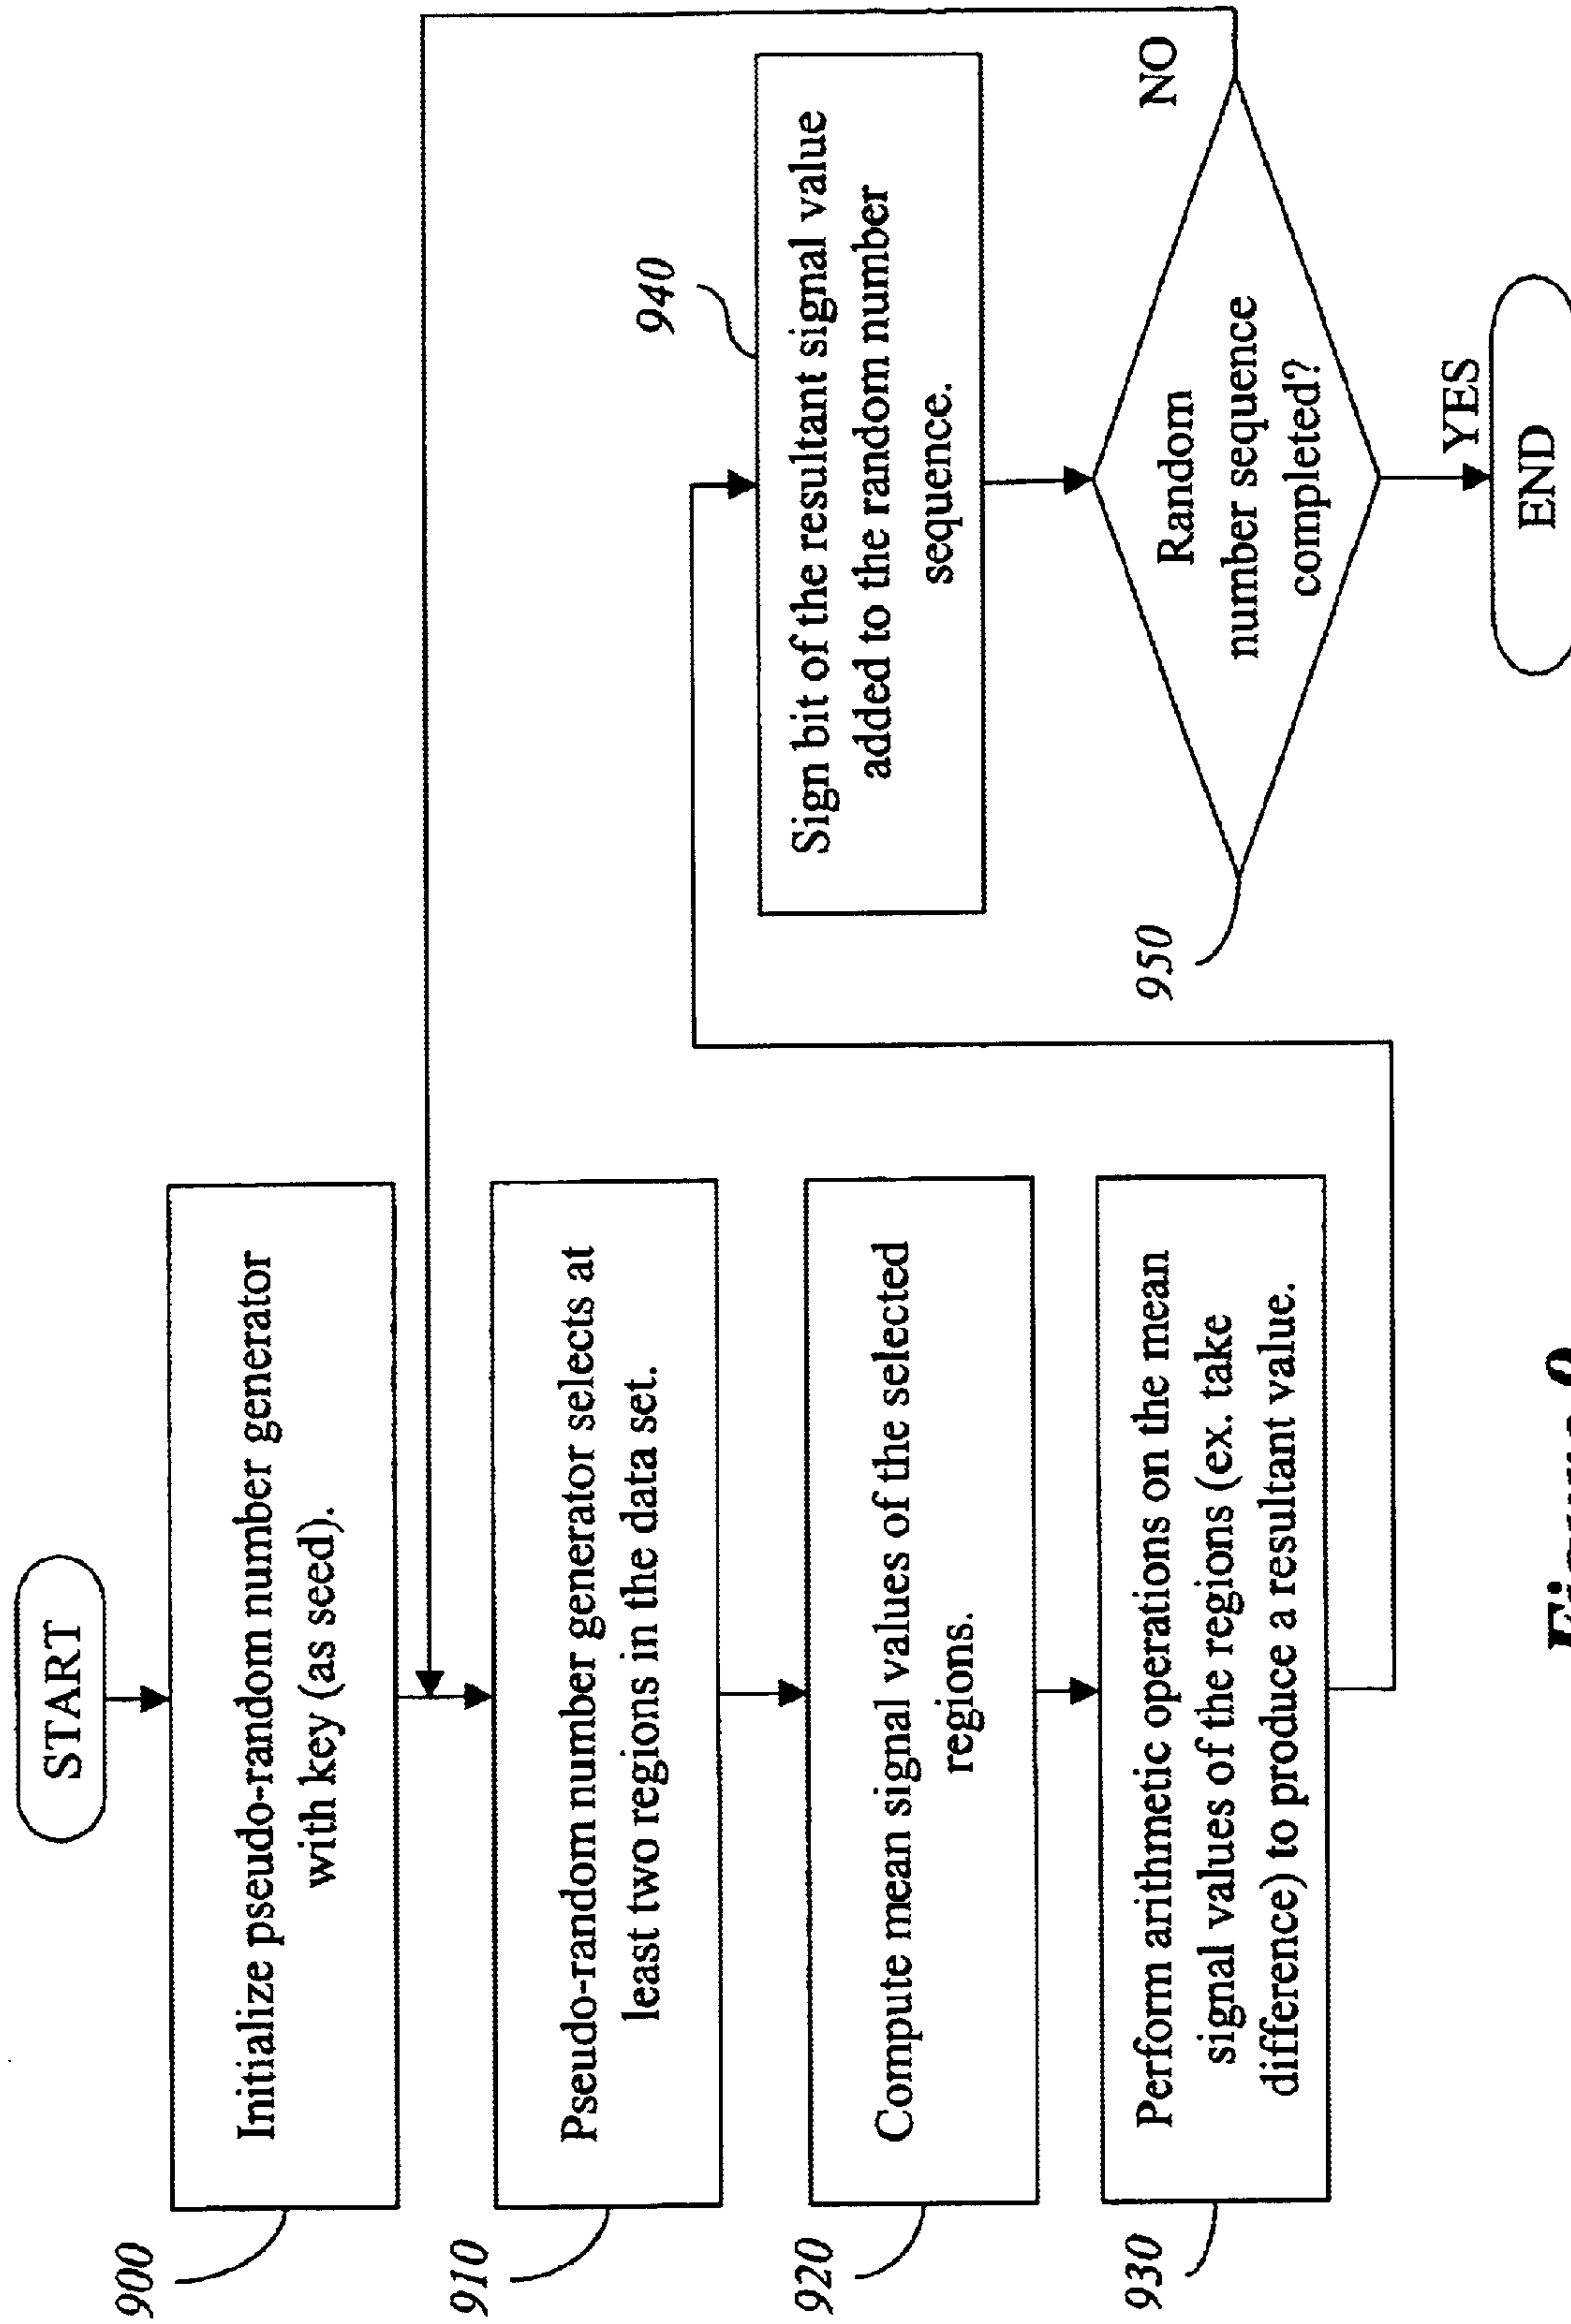 START
900
Initialize pseudo-random number generator
with key (as seed).
910
Pseudo-random number generator selects at
least two regions in the data set.
920
Compute mean signal values of the selected
regions.
930
Perform arithmetic operations on the mean
signal values of the regions (ex. take
difference) to produce a resultant value.
940
Sign bit of the resultant signal value
added to the random number
sequence.
950
Random
number sequence
completed?
NO
YES
END